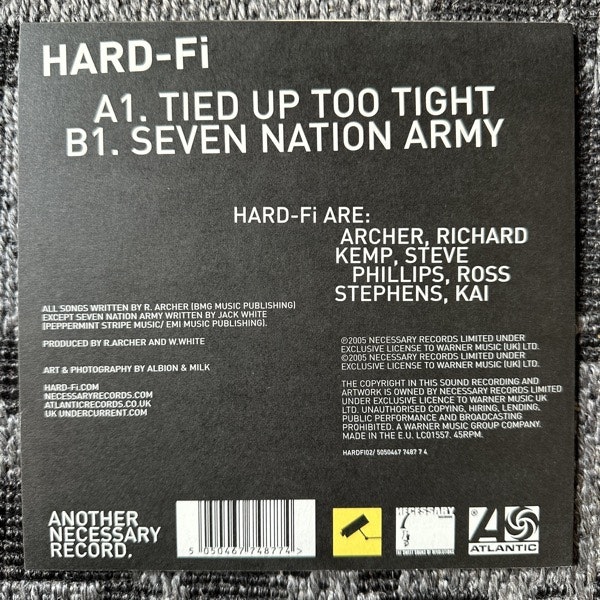 HARD-Fi
A1. TIED UP TOO TIGHT
B1. SEVEN NATION ARMY
HARD-Fi ARE:
ARCHER, RICHARD
KEMP, STEVE
PHILLIPS, ROSS
STEPHENS, KAI
ALL SONGS WRITTEN BY R. ARCHER (BMG MUSIC PUBLISHING)
EXCEPT SEVEN NATION ARMY WRITTEN BY JACK WHITE
(PEPPERMINT STRIPE MUSIC/ EMI MUSIC PUBLISHING).
PRODUCED BY R.ARCHER AND W.WHITE
ART & PHOTOGRAPHY BY ALBION & MILK
HARD-Fi.COM
NECESSARYRECORDS.COM
ATLANTICRECORDS.CO.UK
UK UNDERCURRENT.COM
℗2005 NECESSARY RECORDS LIMITED UNDER
EXCLUSIVE LICENSE TO WARNER MUSIC (UK) LTD.
©2005 NECESSARY RECORDS LIMITED UNDER
EXCLUSIVE LICENSE TO WARNER MUSIC (UK) LTD.
THE COPYRIGHT IN THIS SOUND RECORDING AND
ARTWORK IS OWNED BY NECESSARY RECORDS LIMITED
UNDER EXCLUSIVE LICENCE TO WARNER MUSIC UK
LTD. UNAUTHORISED COPYING, HIRING, LENDING,
PUBLIC PERFORMANCE AND BROADCASTING
PROHIBITED. A WARNER MUSIC GROUP COMPANY.
MADE IN THE E.U. LC01557. 45RPM.
HARDFI02/ 5050467 7487 7 4
ANOTHER
NECESSARY
RECORD.
5 050467 748774
NECESSARY
THE SWEET SOUND OF REVOLUTIONS
ATLANTIC